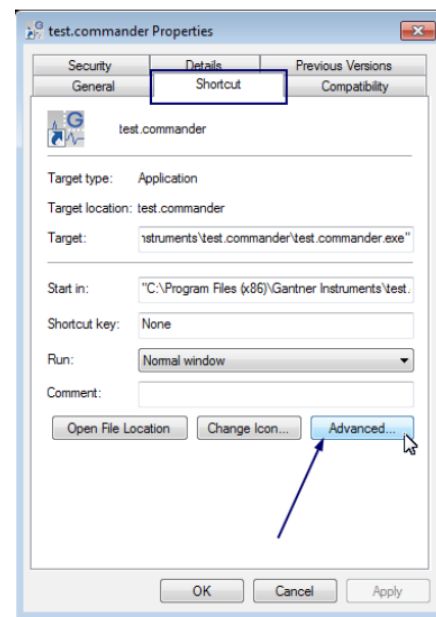 test.commander Properties
Security Details Previous Versions
General Shortcut Compatibility
G
test.commander
Target type: Application
Target location: test.commander
Target: nstruments\test.commander\test.commander.exe"
Start in: "C:\Program Files (x86)\Gantner Instruments\test.
Shortcut key: None
Run: Normal window
Comment:
Open File Location Change Icon... Advanced...
OK Cancel Apply